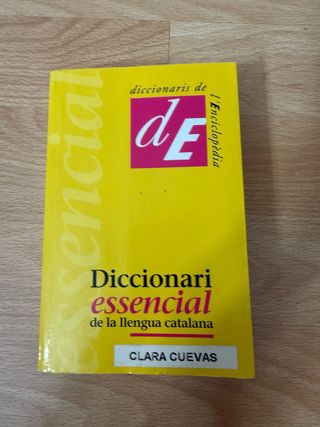 diccionaris de
l'Enciclopèdia
dE
essencial
Diccionari
essencial
de la llengua catalana
CLARA CUEVAS